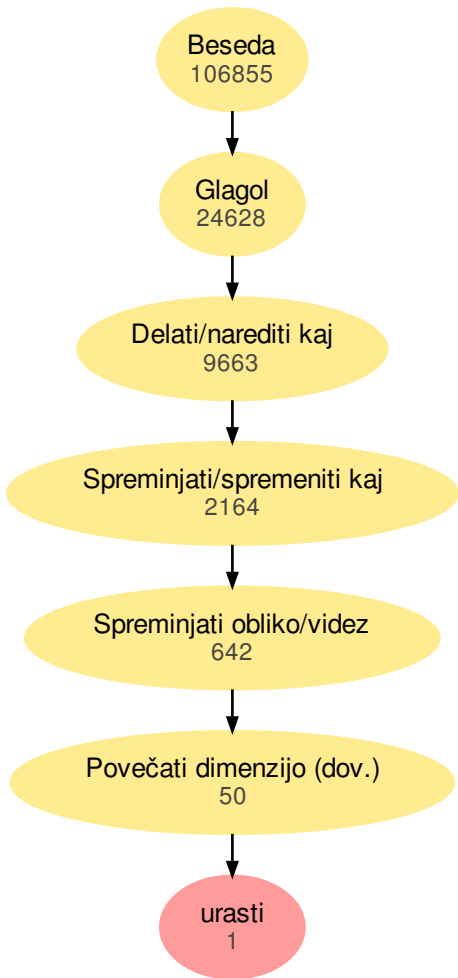 Beseda
106855
Glagol
24628
Delati/narediti kaj
9663
Spreminjati/spremeniti kaj
2164
Spreminjati obliko/videz
642
Povečati dimenzijo (dov.)
50
urasti
1